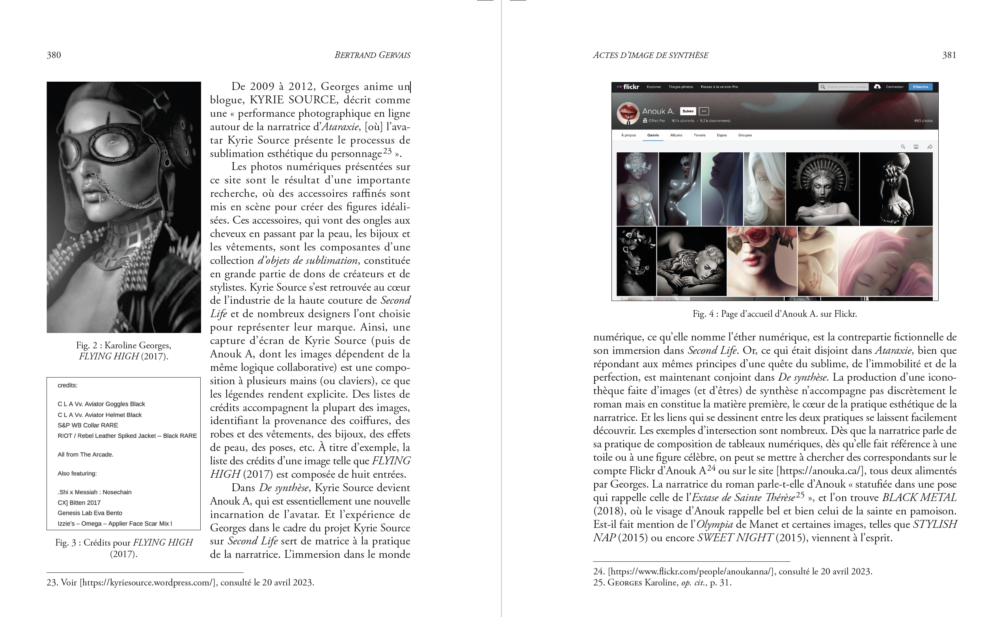 380
BERTRAND GERVAIS
De 2009 à 2012, Georges anime un
blogue, KYRIE SOURCE, décrit comme
une « performance photographique en ligne
autour de la narratrice d’Ataraxie, [où] l’ava-
tar Kyrie Source présente le processus de
sublimation esthétique du personnage23 ».
Les photos numériques présentées sur
ce site sont le résultat d’une importante
recherche, où des accessoires raffinés sont
mis en scène pour créer des figures idéali-
sées. Ces accessoires, qui vont des ongles aux
cheveux en passant par la peau, les bijoux et
les vêtements, sont les composantes d’une
collection d’objets de sublimation, constituée
en grande partie de dons de créateurs et de
stylistes. Kyrie Source s’est retrouvée au cœur
de l’industrie de la haute couture de Second
Life et de nombreux designers l’ont choisie
pour représenter leur marque. Ainsi, une
capture d’écran de Kyrie Source (puis de
Anouk A, dont les images dépendent de la
même logique collaborative) est une compo-
sition à plusieurs mains (ou claviers), ce que
les légendes rendent explicite. Des listes de
crédits accompagnent la plupart des images,
identifiant la provenance des coiffures, des
robes et des vêtements, des bijoux, des effets
de peau, des poses, etc. À titre d’exemple, la
liste des crédits d’une image telle que FLYING
HIGH (2017) est composée de huit entrées.
Dans De synthèse, Kyrie Source devient
Anouk A, qui est essentiellement une nouvelle
incarnation de l’avatar. Et l’expérience de
Georges dans le cadre du projet Kyrie Source
sur Second Life sert de matrice à la pratique
de la narratrice. L’immersion dans le monde
Fig. 2 : Karoline Georges,
FLYING HIGH (2017).
credits:
C L A Vv. Aviator Goggles Black
C L A Vv. Aviator Helmet Black
S&P WB Collar RARE
RIOT / Rebel Leather Spiked Jacket – Black RARE
All from The Arcade.
Also featuring:
.Shi x Messiah : Nosechain
CX] Bitten 2017
Genesis Lab Eva Bento
Izzie’s – Omega – Applier Face Scar Mix I
Fig. 3 : Crédits pour FLYING HIGH
(2017).
23. Voir [https://kyriesource.wordpress.com/], consulté le 20 avril 2023.
ACTES D’IMAGE DE SYNTHÈSE
381
flickr Explorez Tirages photos Passez à la version Pro Photos, personnes, groupes Connexion S’inscrire
Anouk A. Suivre ...
Offrez Pro 16,1 k abonnés • 5,2 k abonnements 660 photos
À propos Galerie Albums Favoris Expos Groupes
Fig. 4 : Page d’accueil d’Anouk A. sur Flickr.
numérique, ce qu’elle nomme l’éther numérique, est la contrepartie fictionnelle de
son immersion dans Second Life. Or, ce qui était disjoint dans Ataraxie, bien que
répondant aux mêmes principes d’une quête du sublime, de l’immobilité et de la
perfection, est maintenant conjoint dans De synthèse. La production d’une icono-
thèque faite d’images (et d’êtres) de synthèse n’accompagne pas discrètement le
roman mais en constitue la matière première, le cœur de la pratique esthétique de la
narratrice. Et les liens qui se dessinent entre les deux pratiques se laissent facilement
découvrir. Les exemples d’intersection sont nombreux. Dès que la narratrice parle de
sa pratique de composition de tableaux numériques, dès qu’elle fait référence à une
toile ou à une figure célèbre, on peut se mettre à chercher des correspondants sur le
compte Flickr d’Anouk A24 ou sur le site [https://anouka.ca/], tous deux alimentés
par Georges. La narratrice du roman parle-t-elle d’Anouk « statufiée dans une pose
qui rappelle celle de l’Extase de Sainte Thérèse25 », et l’on trouve BLACK METAL
(2018), où le visage d’Anouk rappelle bel et bien celui de la sainte en pamoison.
Est-il fait mention de l’Olympia de Manet et certaines images, telles que STYLISH
NAP (2015) ou encore SWEET NIGHT (2015), viennent à l’esprit.
24. [https://www.flickr.com/people/anoukanna/], consulté le 20 avril 2023.
25. GEORGES Karoline, op. cit., p. 31.